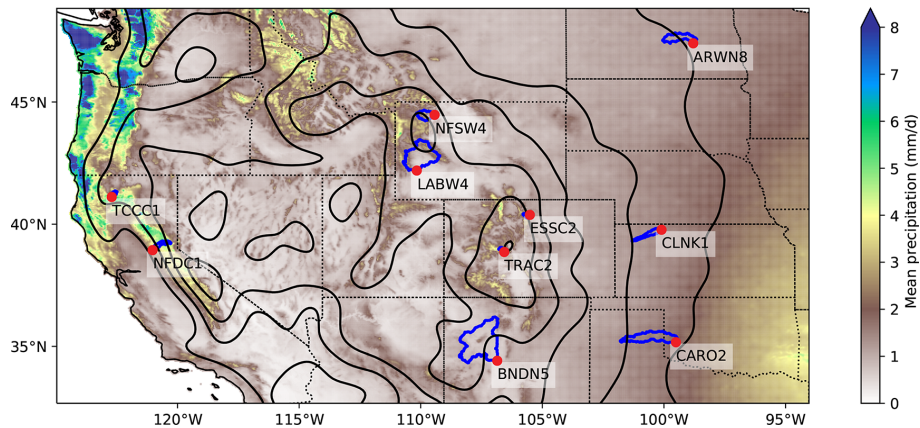 8
7
6
5
4
3
2
1
0
Mean precipitation (mm/d)
45°N
40°N
35°N
120°W
115°W
110°W
105°W
100°W
95°W
ARWN8
NFSW4
LABW4
TCCC1
ESSC2
CLNK1
NFDC1
TRAC2
CARO2
BNDN5